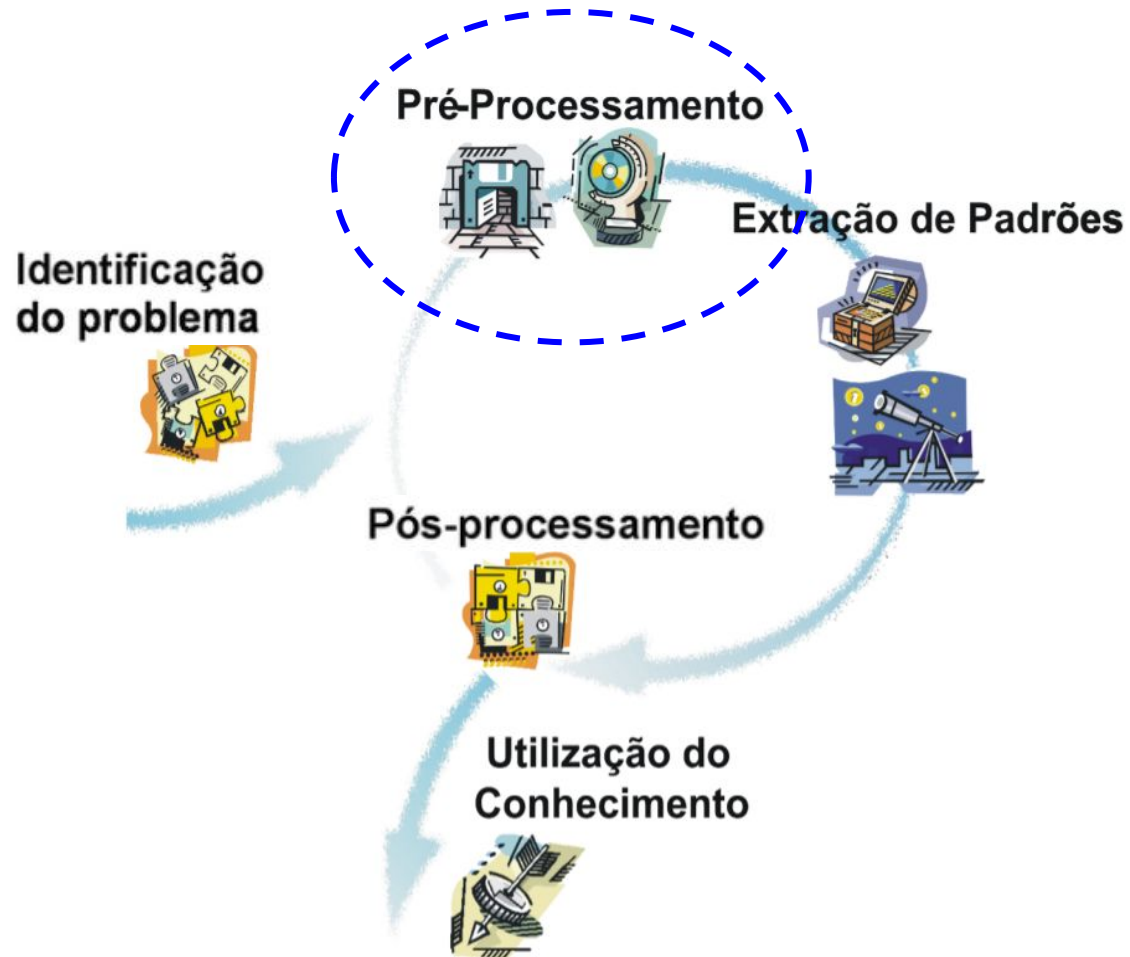 Pré-Processamento
Extração de Padrões
Identificação
do problema
Pós-processamento
Utilização do
Conhecimento